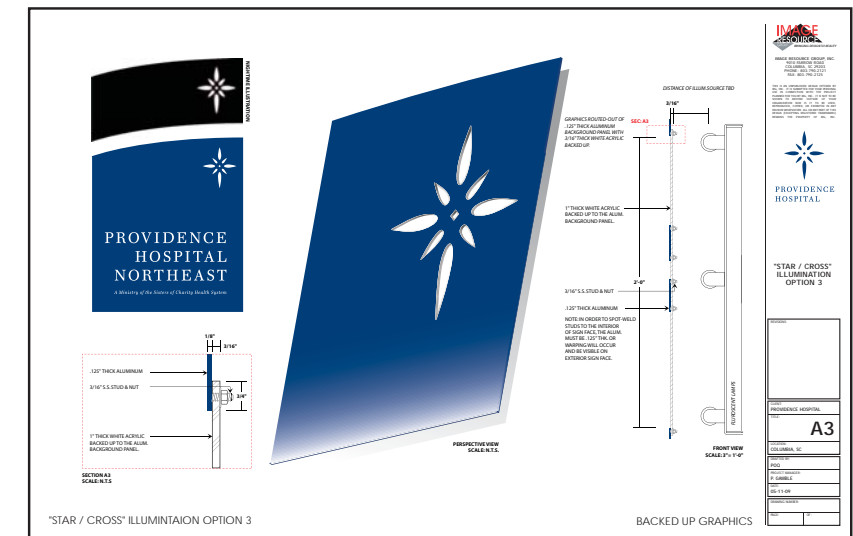 NIGHTTIME ILLUSTRATION
PROVIDENCE
HOSPITAL
NORTHEAST
A Ministry of the Sisters of Charity Health System
1/8"
3/16"
.125" THICK ALUMINUM
3/16" S.S. STUD & NUT
3/4"
1" THICK WHITE ACRYLIC
BACKED UP TO THE ALUM.
BACKGROUND PANEL.
SECTION A3
SCALE: N.T.S
"STAR / CROSS" ILLUMINTAION OPTION 3
PERSPECTIVE VIEW
SCALE: N.T.S.
GRAPHICS ROUTED-OUT OF
.125" THICK ALUMINUM
BACKGROUND PANEL WITH
3/16" THICK WHITE ACRYLIC
BACKED UP.
DISTANCE OF ILLUM. SOURCE TBD
3/16"
SEC: A3
1" THICK WHITE ACRYLIC
BACKED UP TO THE ALUM.
BACKGROUND PANEL.
2'-0"
3/16" S.S. STUD & NUT
.125" THICK ALUMINUM
NOTE: IN ORDER TO SPOT-WELD
STUDS TO THE INTERIOR
OF SIGN FACE, THE ALUM.
MUST BE .125" THK. OR
WARPING WILL OCCUR
AND BE VISIBLE ON
EXTERIOR SIGN FACE.
FLUROSCENT LAMPS
FRONT VIEW
SCALE: 3" = 1'-0"
BACKED UP GRAPHICS
IMAGE
RESOURCE
IMAGE RESOURCE GROUP, INC
COLUMBIA, SC
PROVIDENCE
HOSPITAL
"STAR / CROSS"
ILLUMINATION
OPTION 3
REVISIONS:
CLIENT:
PROVIDENCE HOSPITAL
TITLE:
A3
LOCATION:
COLUMBIA, SC
DRAFTED BY:
PDQ
PROJECT MANAGER:
P. GAMBLE
DATE:
05-11-09
DRAWING NUMBER:
PAGE:
OF: